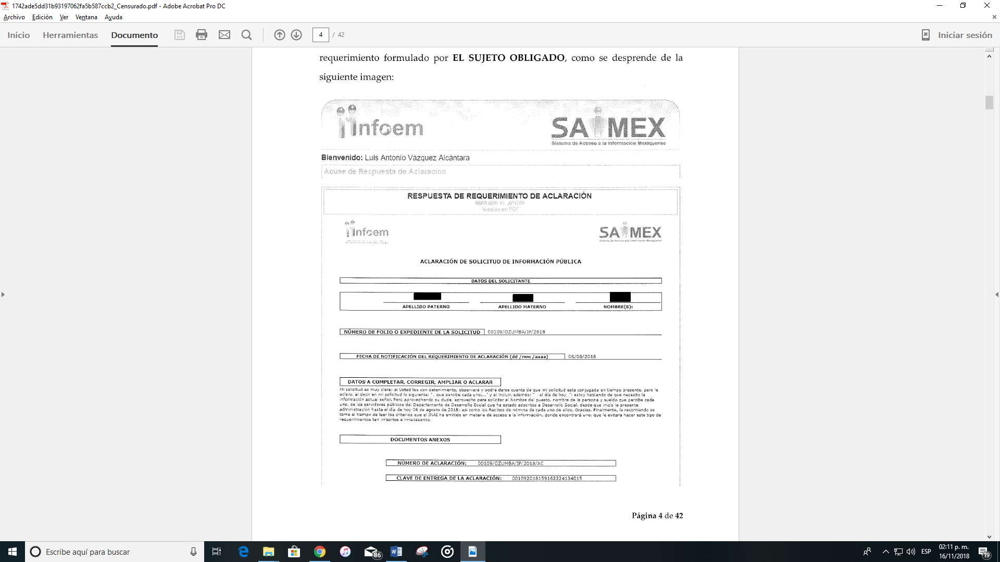 1742ade5dd31b93197062fa5b587ccb2_Censurado.pdf - Adobe Acrobat Pro DC
Archivo Edición Ver Ventana Ayuda
Inicio Herramientas Documento 4 / 42 Iniciar sesión
requerimiento formulado por EL SUJETO OBLIGADO, como se desprende de la
siguiente imagen:
infoem SAIMEX
Sistema de Acceso a la Información Mexiquense
Bienvenido: Luis Antonio Vázquez Alcántara
Acuse de Respuesta de Aclaracion
RESPUESTA DE REQUERIMIENTO DE ACLARACIÓN
IMPRIMIR EL ACUSE
Versión en PDF
infoem SAIMEX
Sistema de Acceso a la Información Mexiquense
ACLARACIÓN DE SOLICITUD DE INFORMACIÓN PÚBLICA
DATOS DEL SOLICITANTE
APELLIDO PATERNO APELLIDO MATERNO NOMBRE(S):
NÚMERO DE FOLIO O EXPEDIENTE DE LA SOLICITUD 00109/OZUMBA/IP/2018
FECHA DE NOTIFICACIÓN DEL REQUERIMIENTO DE ACLARACIÓN (dd /mm /aaaa) 06/08/2018
DATOS A COMPLETAR, CORREGIR, AMPLIAR O ACLARAR
Mi solicitud es muy clara; si Usted lee con detenimiento, observará y podrá darse cuenta de que mi solicitud esta conjugada en tiempo presente, pero le
aclaro, al decir en mi solicitud lo siguiente: "...que percibe cada uno...." y al incluir, además: "... al día de hoy...": estoy hablando de que necesito la
información actual señor. Pero aprovechando su duda, aprovecho para solicitar el Nombre del puesto, nombre de la persona y sueldo que percibe cada
uno, de los servidores públicos del Departamento de Desarrollo Social que ha estado adscritos a Desarrollo Social, desde que inicio la presente
administración hasta el día de hoy 06 de agosto de 2018; así como los Recibos de nómina de cada uno de ellos. Gracias. Finalmente, le recomiendo se
tome el tiempo de leer los criterios que el INAI ha emitido en materia de acceso a la información, donde encontrará uno, que le evitara hacer este tipo de
requerimientos tan irrisorios e innecesarios.
DOCUMENTOS ANEXOS
NÚMERO DE ACLARACIÓN: 00109/OZUMBA/IP/2018/AC
CLAVE DE ENTREGA DE LA ACLARACIÓN: 001092018159162224134015
Página 4 de 42
Escribe aquí para buscar 86 ESP 02:11 p. m.
16/11/2018 19